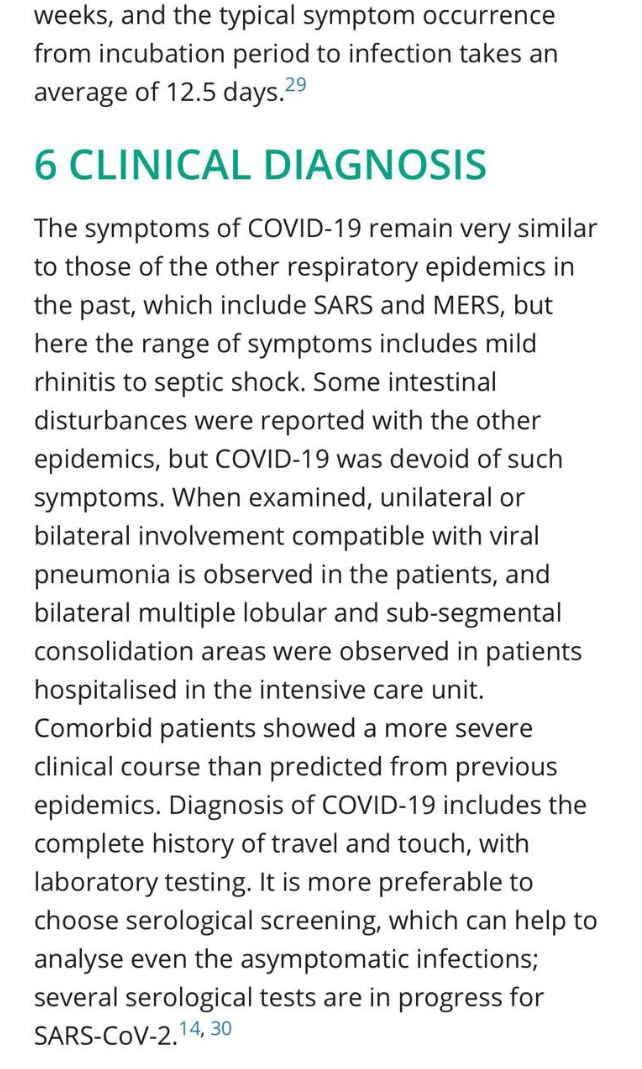 weeks, and the typical symptom occurrence
from incubation period to infection takes an
average of 12.5 days.29
6 CLINICAL DIAGNOSIS
The symptoms of COVID-19 remain very similar
to those of the other respiratory epidemics in
the past, which include SARS and MERS, but
here the range of symptoms includes mild
rhinitis to septic shock. Some intestinal
disturbances were reported with the other
epidemics, but COVID-19 was devoid of such
symptoms. When examined, unilateral or
bilateral involvement compatible with viral
pneumonia is observed in the patients, and
bilateral multiple lobular and sub-segmental
consolidation areas were observed in patients
hospitalised in the intensive care unit.
Comorbid patients showed a more severe
clinical course than predicted from previous
epidemics. Diagnosis of COVID-19 includes the
complete history of travel and touch, with
laboratory testing. It is more preferable to
choose serological screening, which can help to
analyse even the asymptomatic infections;
several serological tests are in progress for
SARS-CoV-2.14, 30